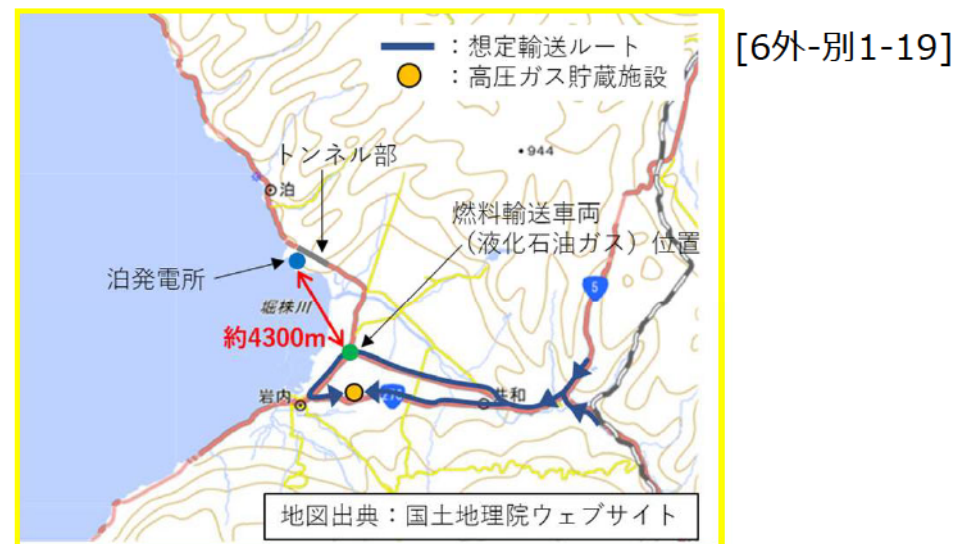 [6外-別1-19]
：想定輸送ルート
：高圧ガス貯蔵施設
トンネル部
・944
泊
燃料輸送車両
（液化石油ガス）位置
泊発電所
5
堀株川
約4300m
岩内
276
共和
地図出典：国土地理院ウェブサイト